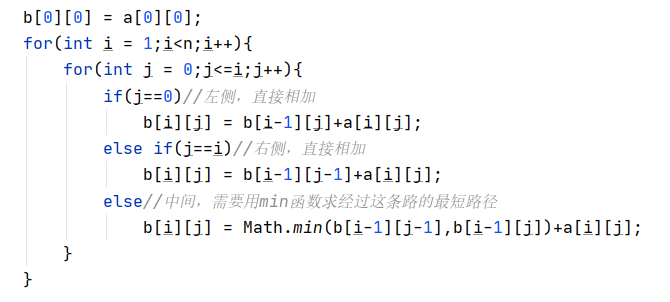 b[0][0] = a[0][0];
for(int i = 1;i<n;i++){
    for(int j = 0;j<=i;j++){
        if(j==0)//左侧，直接相加
            b[i][j] = b[i-1][j]+a[i][j];
        else if(j==i)//右侧，直接相加
            b[i][j] = b[i-1][j-1]+a[i][j];
        else//中间，需要用min函数求经过这条路的最短路径
            b[i][j] = Math.min(b[i-1][j-1],b[i-1][j])+a[i][j];
    }
}